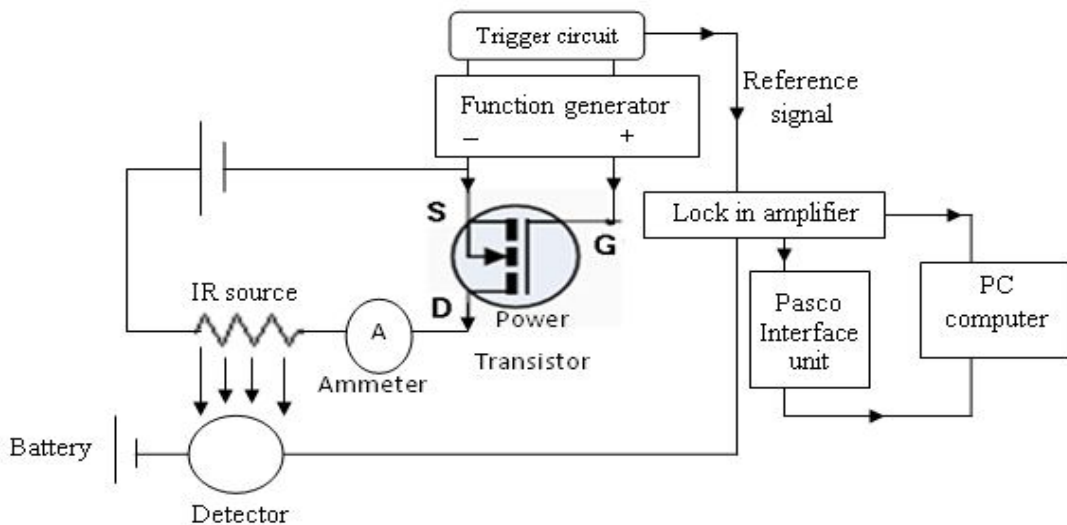 Trigger circuit
Function generator
– +
Reference
signal
S
G
Lock in amplifier
IR source
D
Power
Transistor
A
Ammeter
Pasco
Interface
unit
PC
computer
Battery
Detector